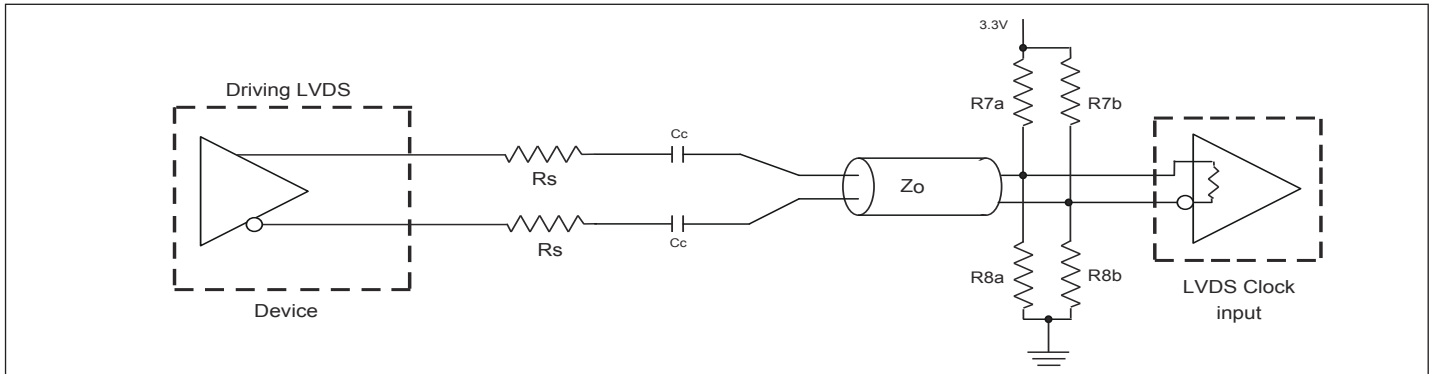 3.3V
Driving LVDS
Cc
R7a
R7b
Rs
Zo
Rs
Cc
R8a
R8b
Device
LVDS Clock
input